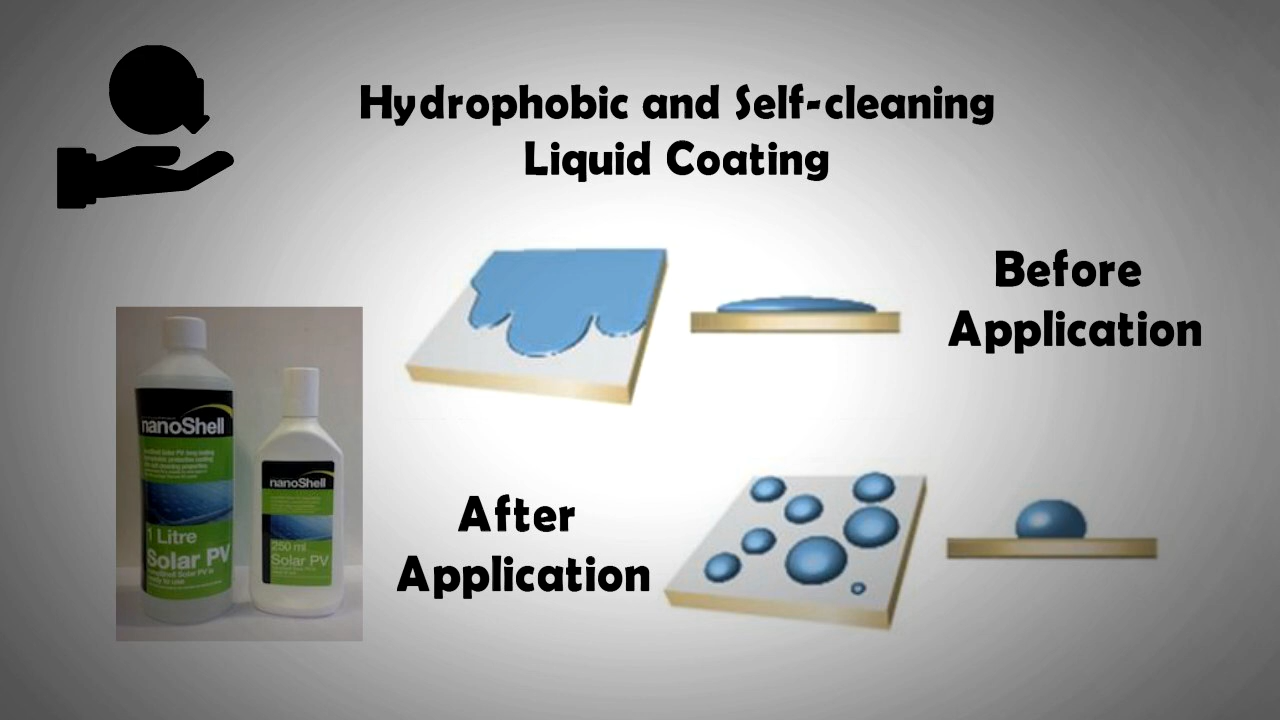 Hydrophobic and Self-cleaning
Liquid Coating
Before
Application
After
Application
nanoShell
1 Litre
Solar PV
nanoShell
250 ml
Solar PV